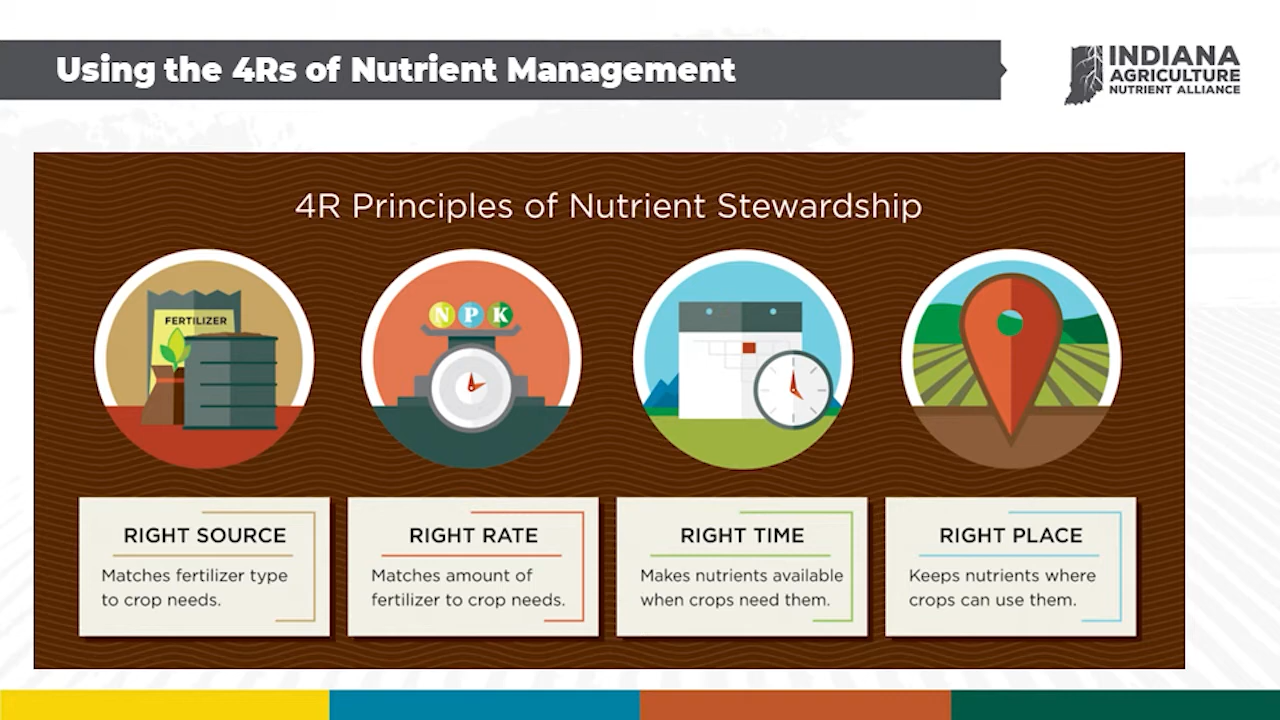 Using the 4Rs of Nutrient Management
INDIANA
AGRICULTURE
NUTRIENT ALLIANCE
4R Principles of Nutrient Stewardship
FERTILIZER
N P K
RIGHT SOURCE
Matches fertilizer type
to crop needs.
RIGHT RATE
Matches amount of
fertilizer to crop needs.
RIGHT TIME
Makes nutrients available
when crops need them.
RIGHT PLACE
Keeps nutrients where
crops can use them.